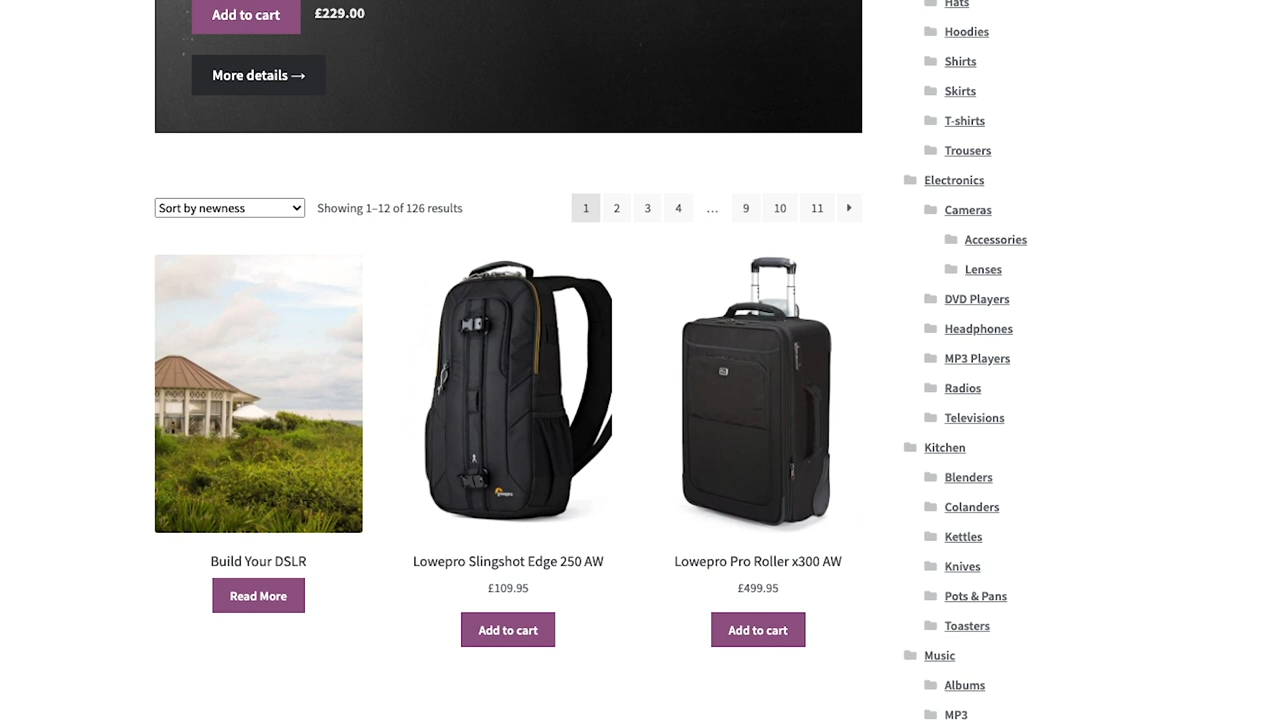 Add to cart £229.00
More details →
Sort by newness Showing 1–12 of 126 results 1 2 3 4 … 9 10 11
Build Your DSLR
Read More
lowepro
Lowepro Slingshot Edge 250 AW
£109.95
Add to cart
Lowepro Pro Roller x300 AW
£499.95
Add to cart
Hats
Hoodies
Shirts
Skirts
T-shirts
Trousers
Electronics
Cameras
Accessories
Lenses
DVD Players
Headphones
MP3 Players
Radios
Televisions
Kitchen
Blenders
Colanders
Kettles
Knives
Pots & Pans
Toasters
Music
Albums
MP3